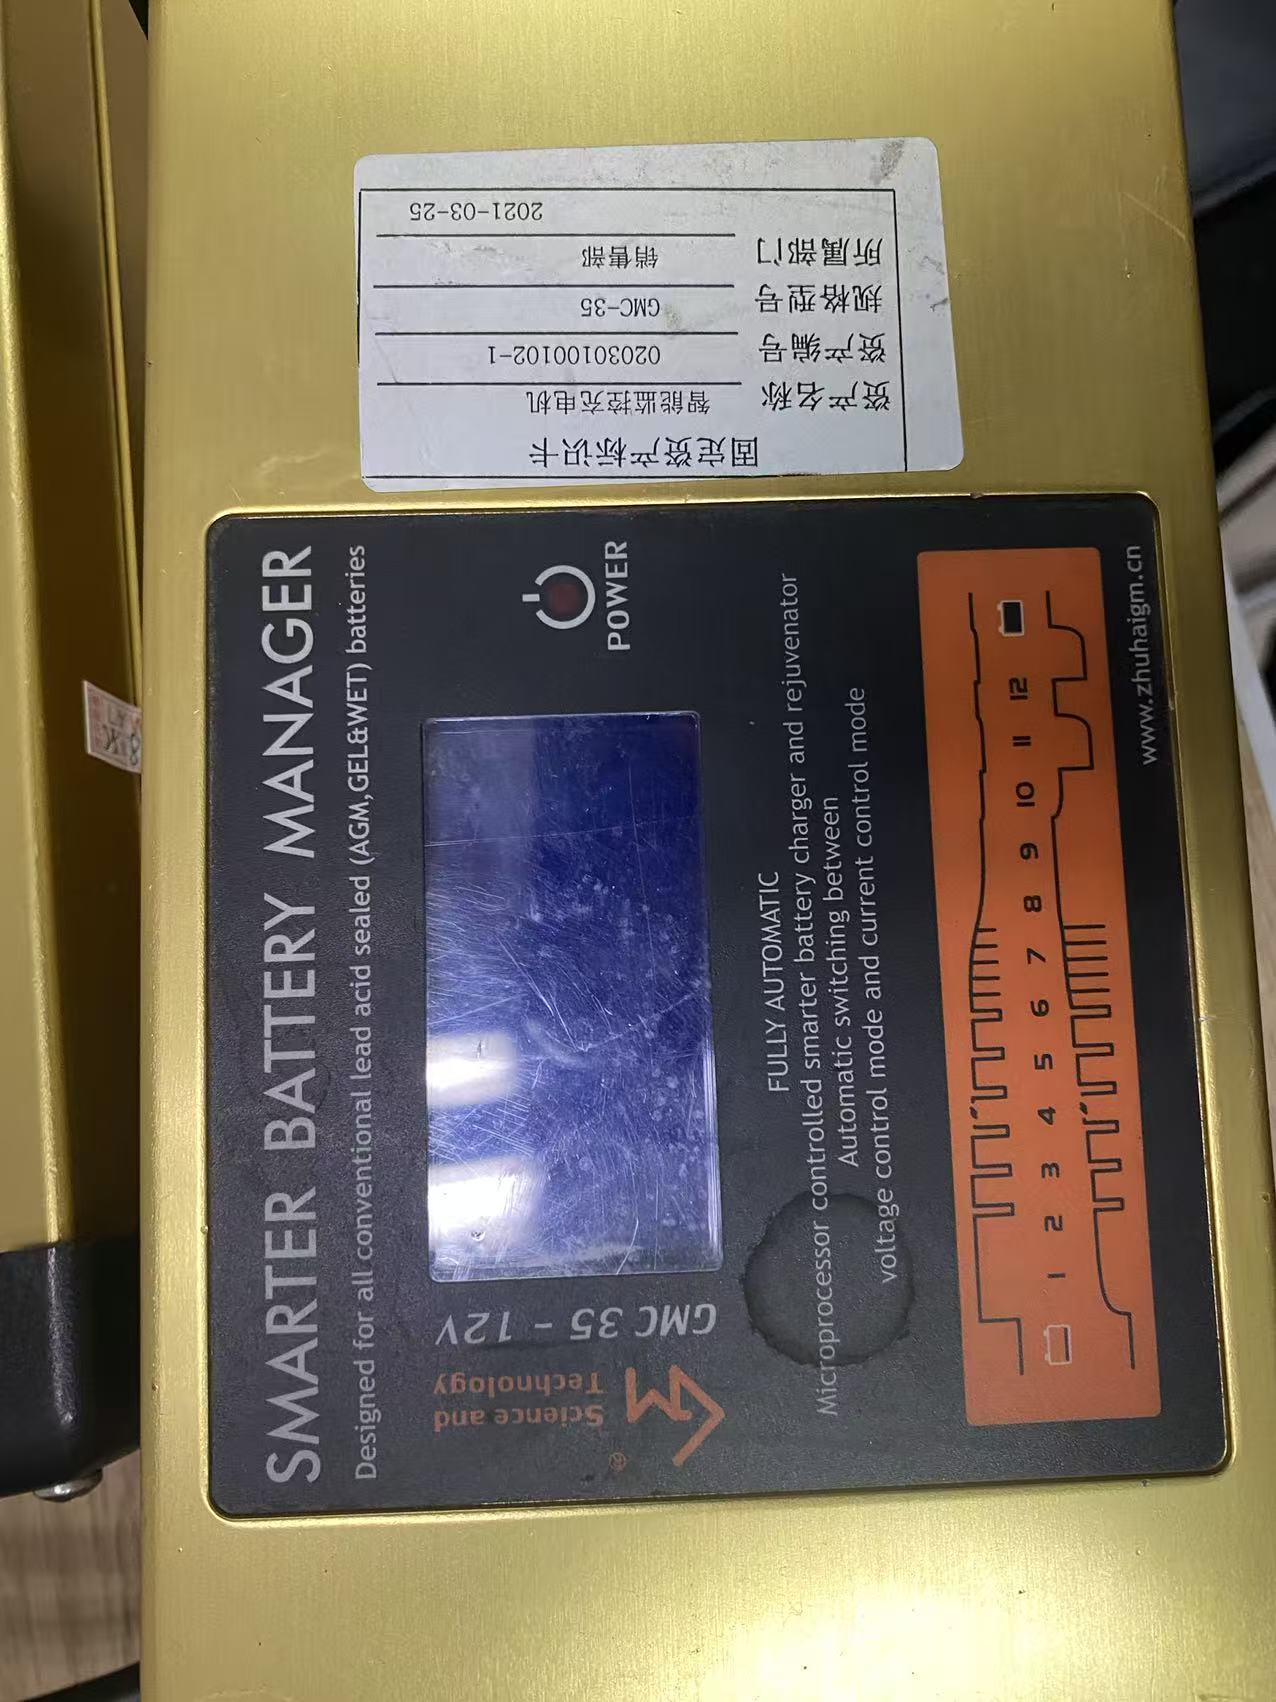 固定资产标识卡
资产名称 智能监控充电机
资产编号 02030100102-1
规格型号 GMC-35
所属部门 销售部
2021-03-25
SMARTER BATTERY MANAGER
Designed for all conventional lead acid sealed (AGM,GEL&WET) batteries
GM
®
Science and
Technology
GMC 35 - 12V
POWER
FULLY AUTOMATIC
Microprocessor controlled smarter battery charger and rejuvenator
Automatic switching between
voltage control mode and current control mode
1 2 3 4 5 6 7 8 9 10 11 12
www.zhuhaigm.cn